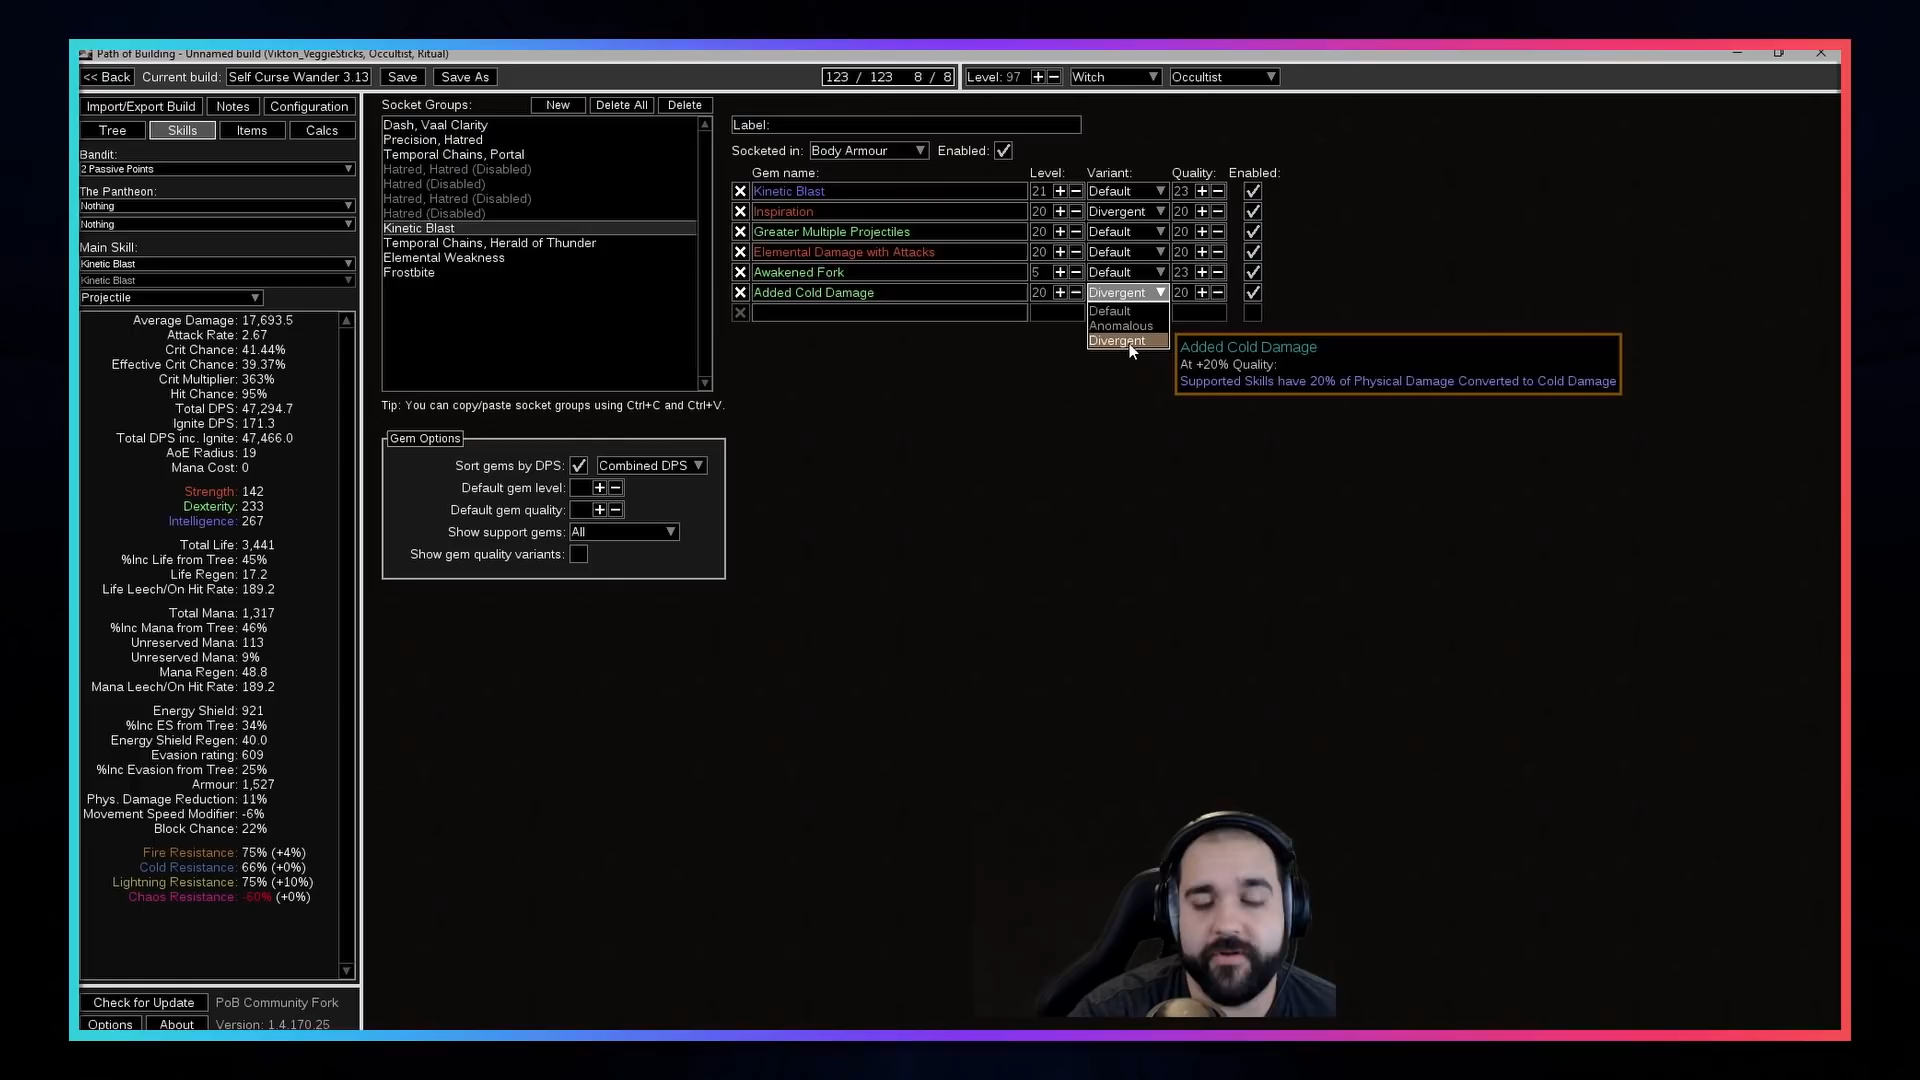 Path of Building - Unnamed build (Vikton_VeggieSticks, Occultist, Ritual)
<< Back Current build: Self Curse Wander 3.13 Save Save As 123 / 123 8 / 8 Level: 97 + - Witch Occultist
Import/Export Build Notes Configuration
Tree Skills Items Calcs
Bandit:
2 Passive Points
The Pantheon:
Nothing
Nothing
Main Skill:
Kinetic Blast
Kinetic Blast
Projectile
Average Damage: 17,693.5
Attack Rate: 2.67
Crit Chance: 41.44%
Effective Crit Chance: 39.37%
Crit Multiplier: 363%
Hit Chance: 95%
Total DPS: 47,294.7
Ignite DPS: 171.3
Total DPS inc. Ignite: 47,466.0
AoE Radius: 19
Mana Cost: 0
Strength: 142
Dexterity: 233
Intelligence: 267
Total Life: 3,441
%Inc Life from Tree: 45%
Life Regen: 17.2
Life Leech/On Hit Rate: 189.2
Total Mana: 1,317
%Inc Mana from Tree: 46%
Unreserved Mana: 113
Unreserved Mana: 9%
Mana Regen: 48.8
Mana Leech/On Hit Rate: 189.2
Energy Shield: 921
%Inc ES from Tree: 34%
Energy Shield Regen: 40.0
Evasion rating: 609
%Inc Evasion from Tree: 25%
Armour: 1,527
Phys. Damage Reduction: 11%
Movement Speed Modifier: -6%
Block Chance: 22%
Fire Resistance: 75% (+4%)
Cold Resistance: 66% (+0%)
Lightning Resistance: 75% (+10%)
Chaos Resistance: -60% (+0%)
Check for Update PoB Community Fork
Options About Version: 1.4.170.25
Socket Groups: New Delete All Delete
Dash, Vaal Clarity
Precision, Hatred
Temporal Chains, Portal
Hatred, Hatred (Disabled)
Hatred (Disabled)
Hatred, Hatred (Disabled)
Hatred (Disabled)
Kinetic Blast
Temporal Chains, Herald of Thunder
Elemental Weakness
Frostbite
Tip: You can copy/paste socket groups using Ctrl+C and Ctrl+V.
Gem Options
Sort gems by DPS: Combined DPS
Default gem level: + -
Default gem quality: + -
Show support gems: All
Show gem quality variants:
Label:
Socketed in: Body Armour Enabled:
Gem name: Level: Variant: Quality: Enabled:
Kinetic Blast 21 + - Default 23 + -
Inspiration 20 + - Divergent 20 + -
Greater Multiple Projectiles 20 + - Default 20 + -
Elemental Damage with Attacks 20 + - Default 20 + -
Awakened Fork 5 + - Default 23 + -
Added Cold Damage 20 + - Divergent 20 + -
Default
Anomalous
Divergent
Added Cold Damage
At +20% Quality:
Supported Skills have 20% of Physical Damage Converted to Cold Damage